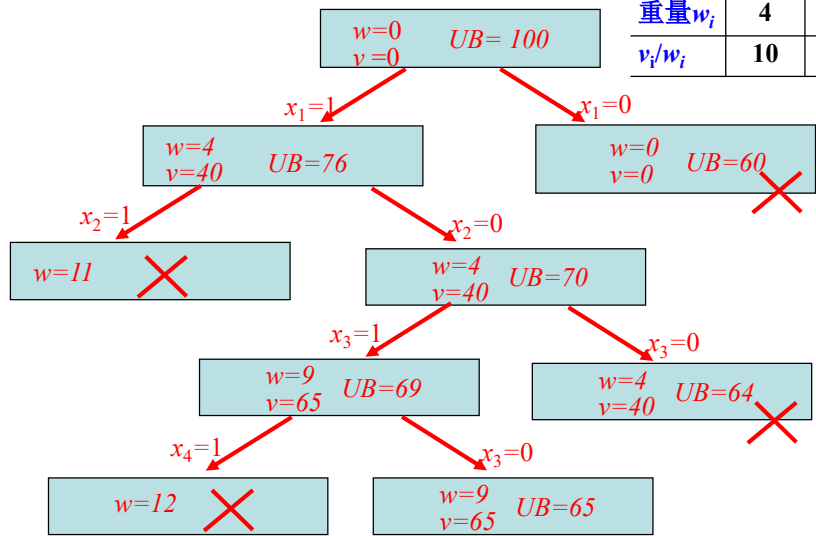 重量wᵢ 4
vᵢ/wᵢ 10
w=0
v =0
UB= 100
x₁=1
x₁=0
w=4
v=40
UB=76
w=0
v=0
UB=60
x₂=1
x₂=0
w=11
w=4
v=40
UB=70
x₃=1
x₃=0
w=9
v=65
UB=69
w=4
v=40
UB=64
x₄=1
x₃=0
w=12
w=9
v=65
UB=65